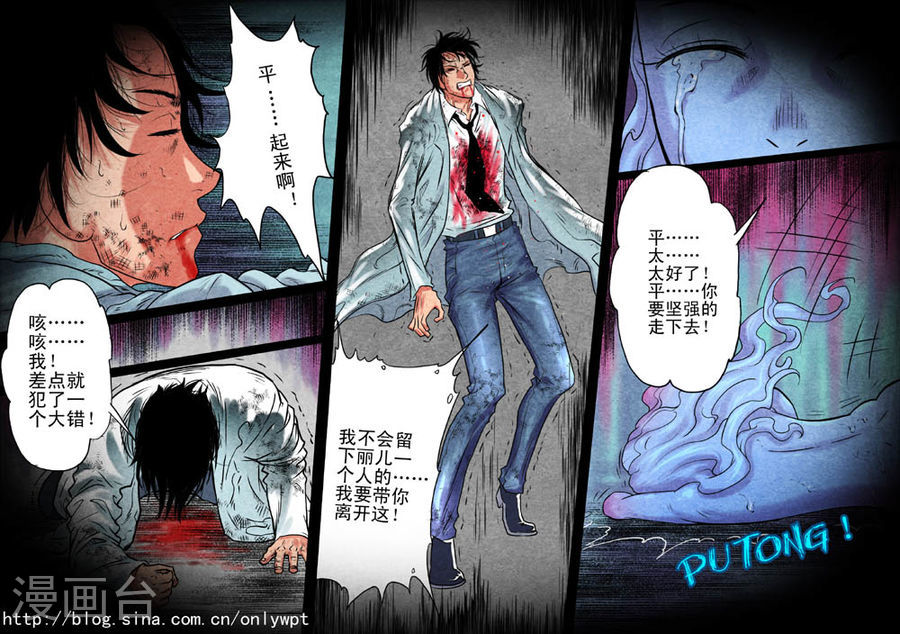 平……
起来啊！
咳……
咳……
我！
差点就
犯了一
个大错！
我不会留
下丽儿一
个人的……
我要带你
离开这！
平……
太……
太好了！
平……你
要坚强的
走下去！
PUTONG！
漫画台
http://blog.sina.com.cn/onlywpt